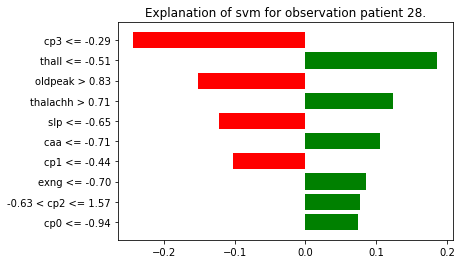 Explanation of svm for observation patient 28.
cp3 <= -0.29
thall <= -0.51
oldpeak > 0.83
thalachh > 0.71
slp <= -0.65
caa <= -0.71
cp1 <= -0.44
exng <= -0.70
-0.63 < cp2 <= 1.57
cp0 <= -0.94
−0.2 −0.1 0.0 0.1 0.2